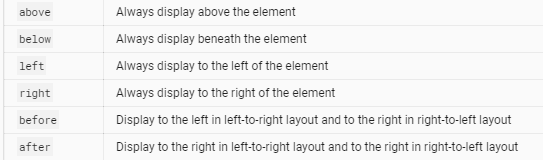 above Always display above the element
below Always display beneath the element
left Always display to the left of the element
right Always display to the right of the element
before Display to the left in left-to-right layout and to the right in right-to-left layout
after Display to the right in left-to-right layout and to the right in right-to-left layout